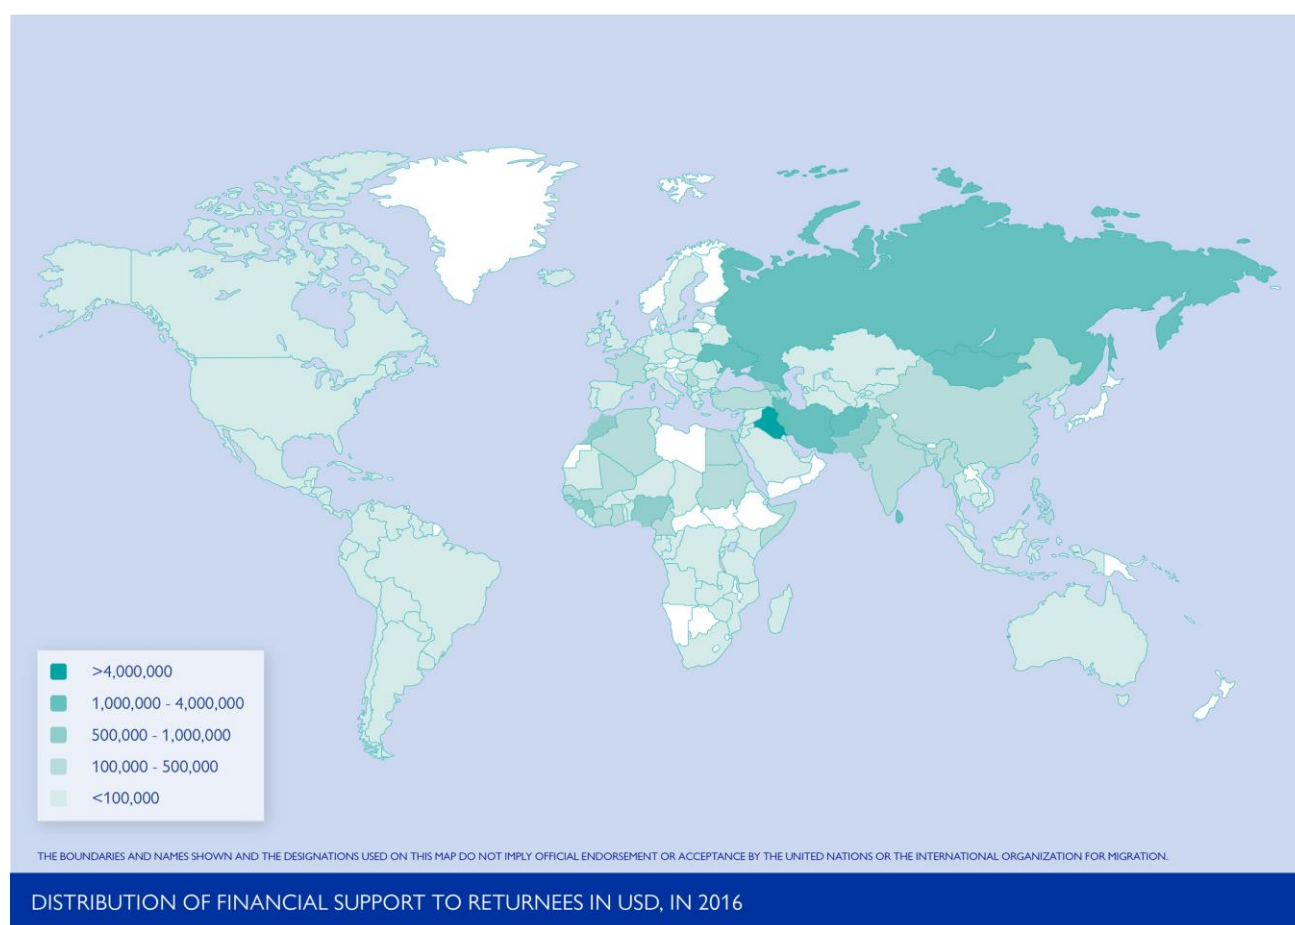 >4,000,000
1,000,000 - 4,000,000
500,000 - 1,000,000
100,000 - 500,000
<100,000
THE BOUNDARIES AND NAMES SHOWN AND THE DESIGNATIONS USED ON THIS MAP DO NOT IMPLY OFFICIAL ENDORSEMENT OR ACCEPTANCE BY THE UNITED NATIONS OR THE INTERNATIONAL ORGANIZATION FOR MIGRATION.
DISTRIBUTION OF FINANCIAL SUPPORT TO RETURNEES IN USD, IN 2016